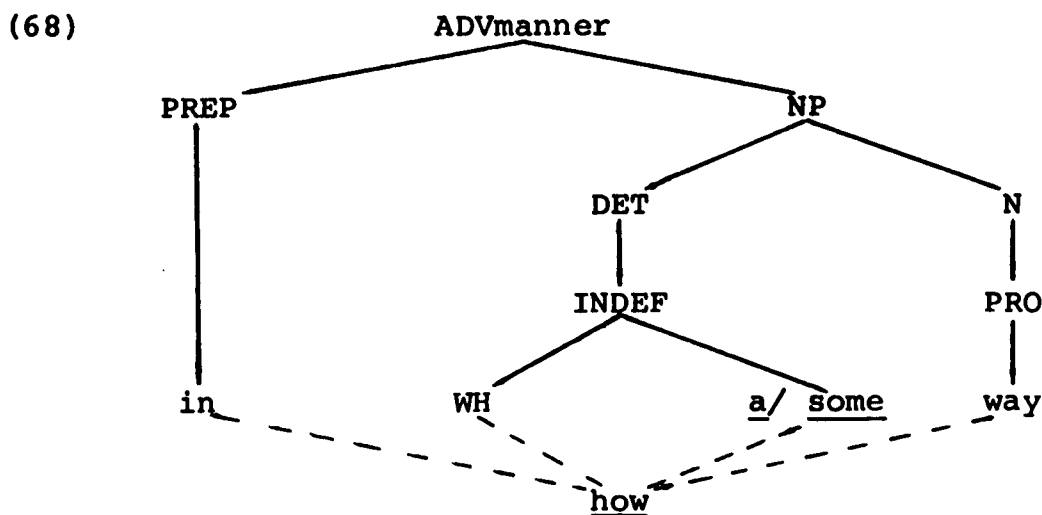 (68) ADVmanner
PREP NP
DET N
INDEF PRO
in WH a/ some way
how